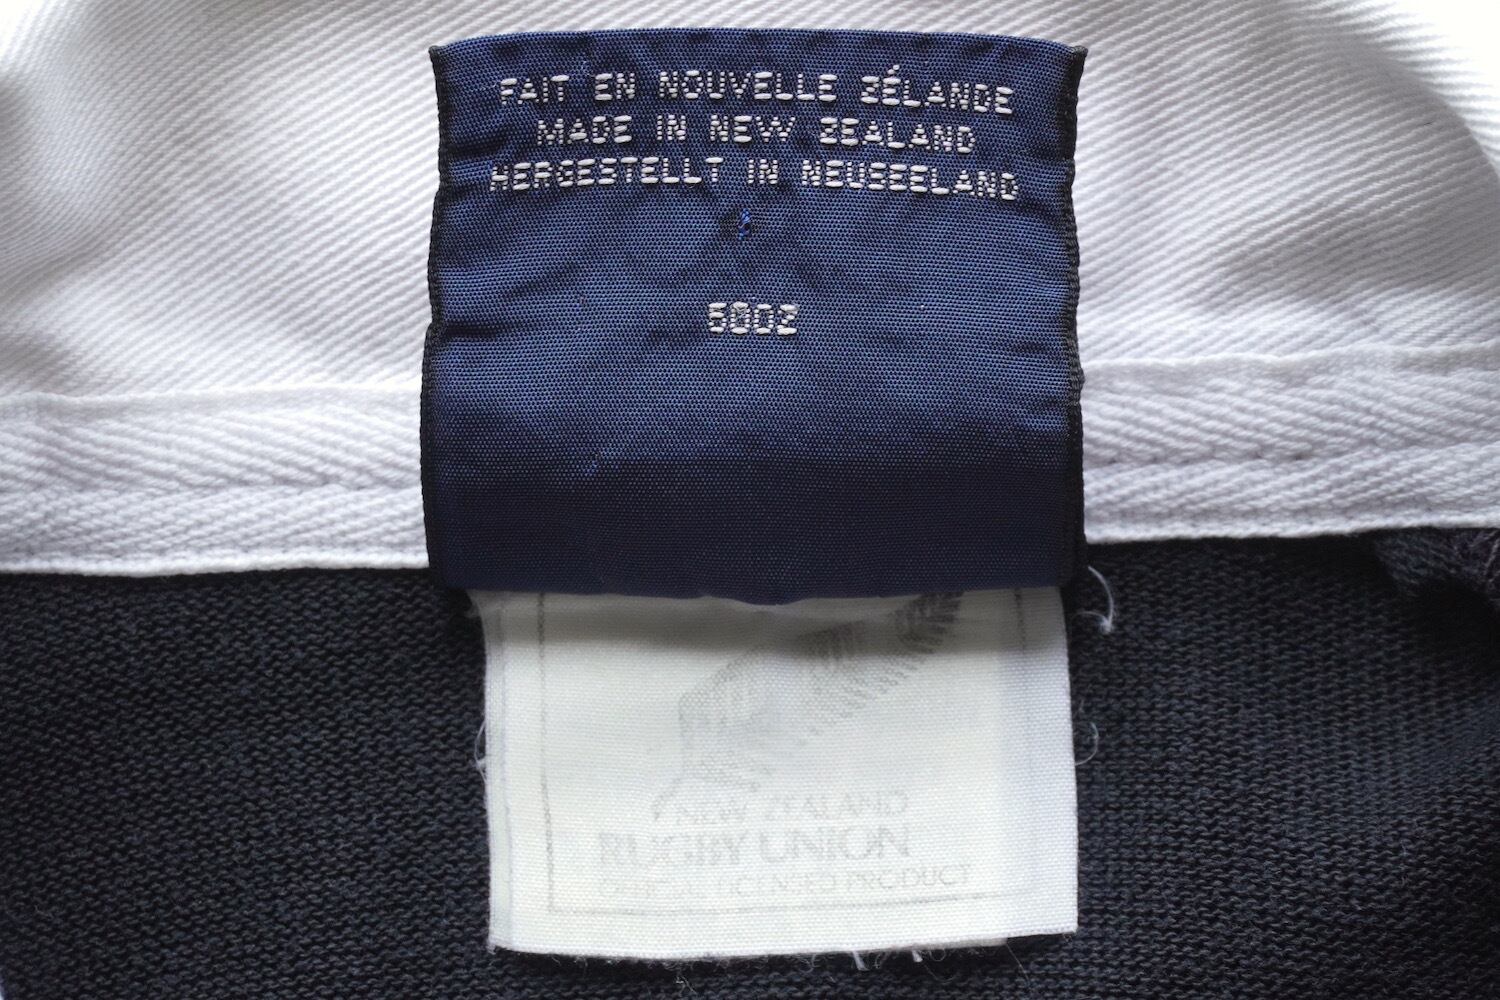 FAIT EN NOUVELLE ZÉLANDE
MADE IN NEW ZEALAND
HERGESTELLT IN NEUSEELAND
5002
NEW ZEALAND
RUGBY UNION
OFFICIAL LICENSED PRODUCT